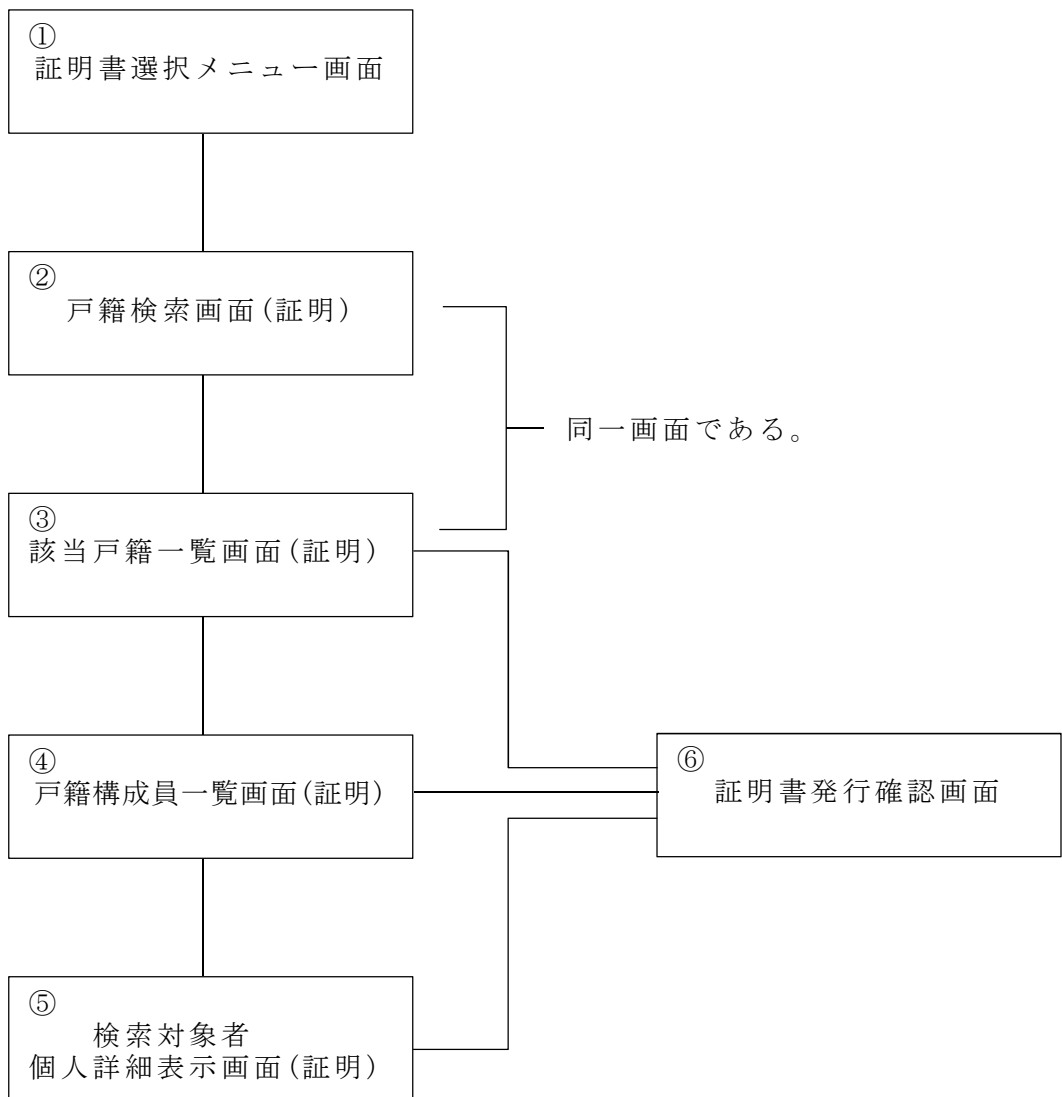 ①
証明書選択メニュー画面
②
戸籍検索画面(証明)
同一画面である。
③
該当戸籍一覧画面(証明)
④
戸籍構成員一覧画面(証明)
⑥
証明書発行確認画面
⑤
検索対象者
個人詳細表示画面(証明)